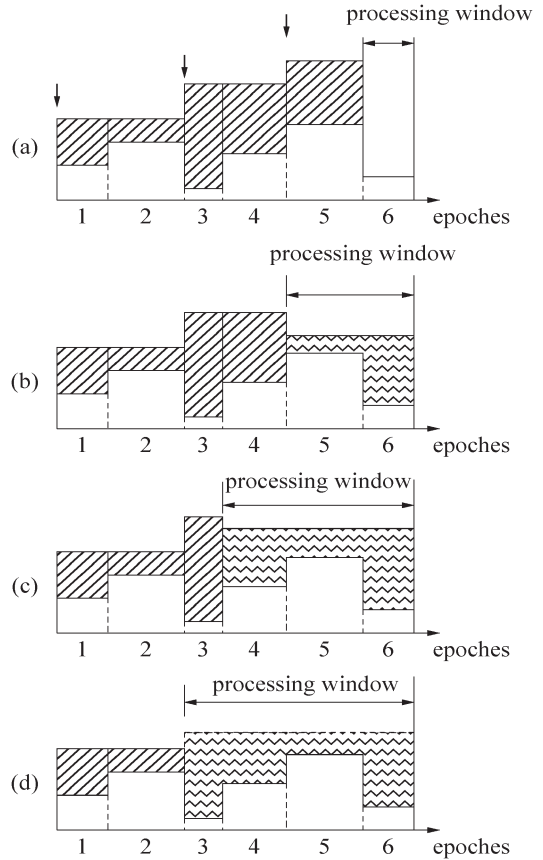 processing window
(a)
1 2 3 4 5 6 epoches
processing window
(b)
1 2 3 4 5 6 epoches
processing window
(c)
1 2 3 4 5 6 epoches
processing window
(d)
1 2 3 4 5 6 epoches